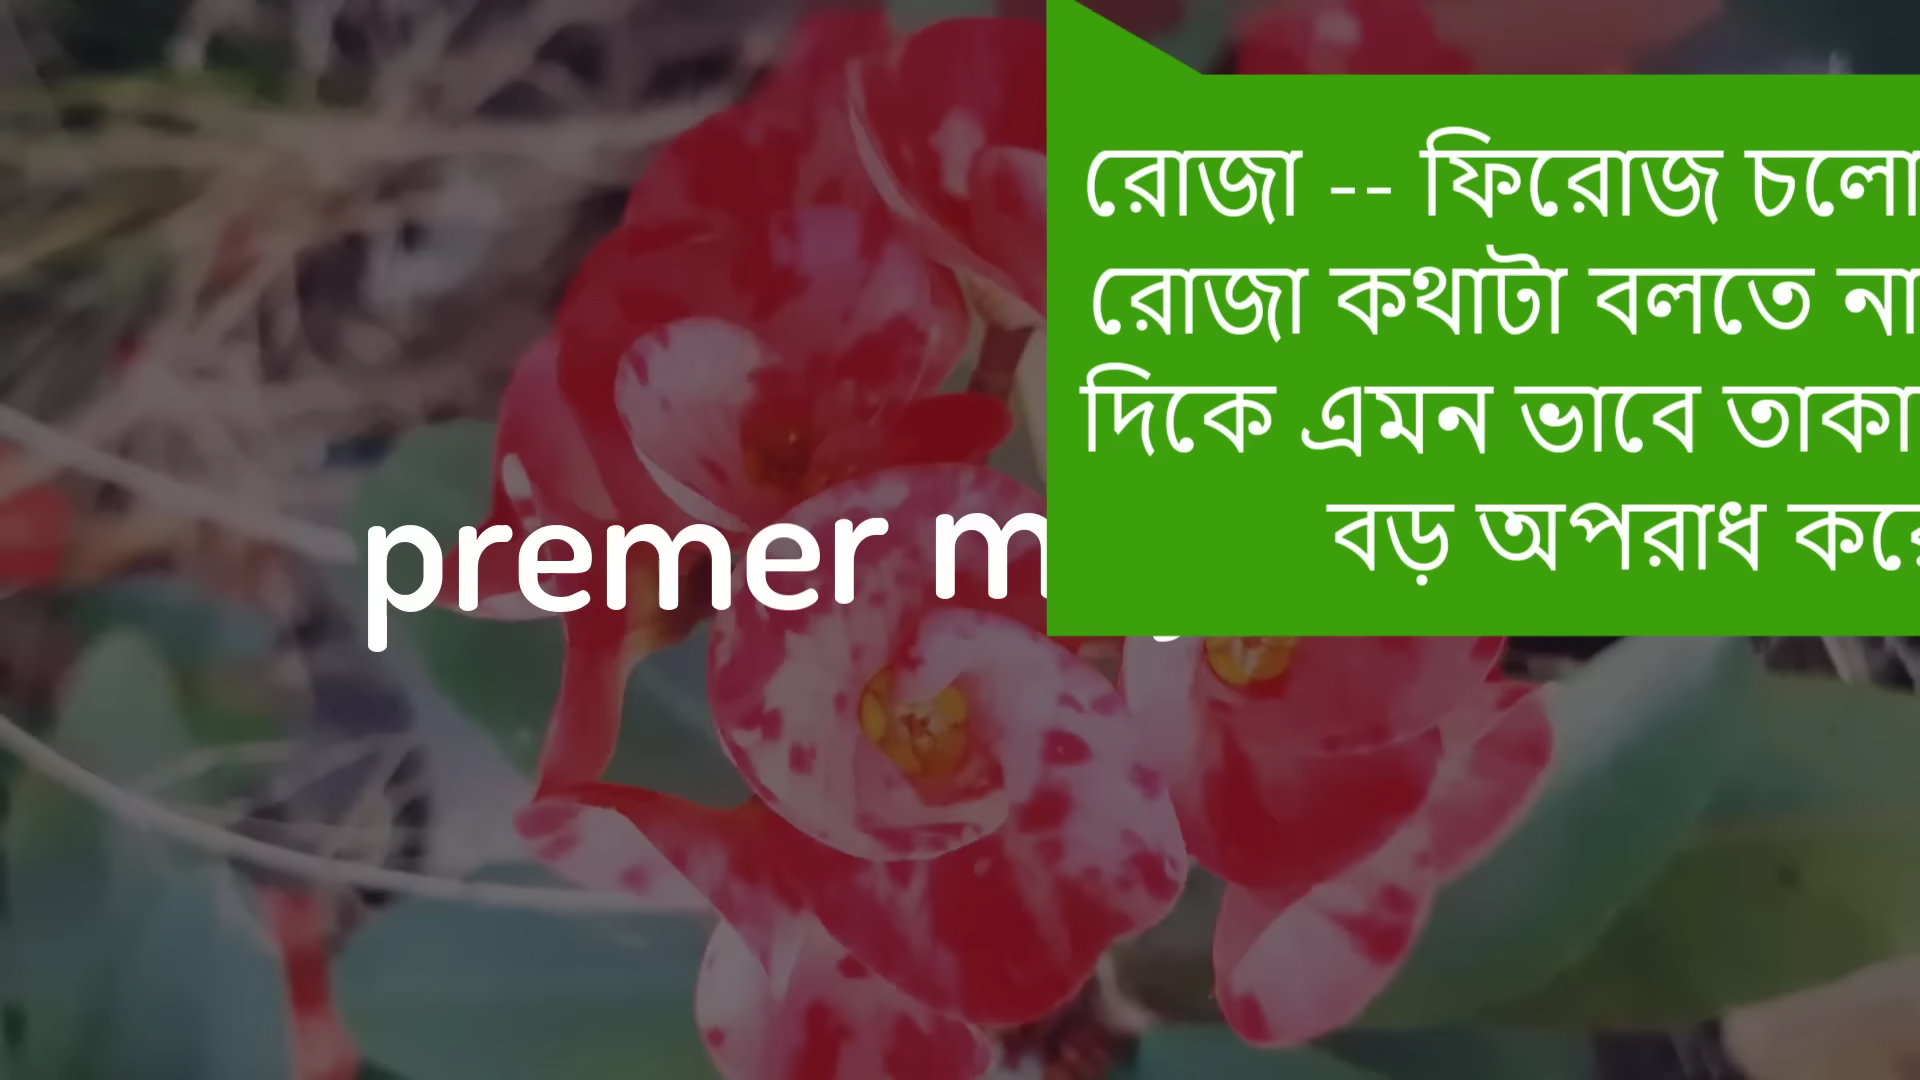 রোজা -- ফিরোজ চলো
রোজা কথাটা বলতে না
দিকে এমন ভাবে তাকা
বড় অপরাধ করে
premer m